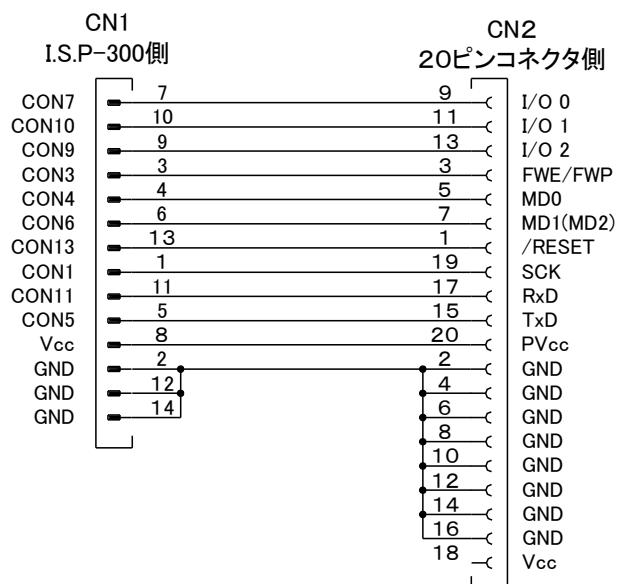 CN1
I.S.P-300側
CN2
20ピンコネクタ側
CON7 7 9 I/O 0
CON10 10 11 I/O 1
CON9 9 13 I/O 2
CON3 3 3 FWE/FWP
CON4 4 5 MD0
CON6 6 7 MD1(MD2)
CON13 13 1 /RESET
CON1 1 19 SCK
CON11 11 17 RxD
CON5 5 15 TxD
Vcc 8 20 PVcc
GND 2 2 GND
GND 12 4 GND
GND 14 6 GND
8 GND
10 GND
12 GND
14 GND
16 GND
18 Vcc